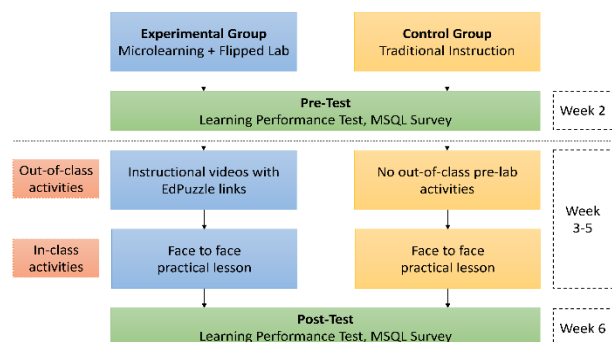 Experimental Group
Microlearning + Flipped Lab
Control Group
Traditional Instruction
Pre-Test
Learning Performance Test, MSQL Survey
Week 2
Out-of-class
activities
Instructional videos with
EdPuzzle links
No out-of-class pre-lab
activities
Week
3-5
In-class
activities
Face to face
practical lesson
Face to face
practical lesson
Post-Test
Learning Performance Test, MSQL Survey
Week 6